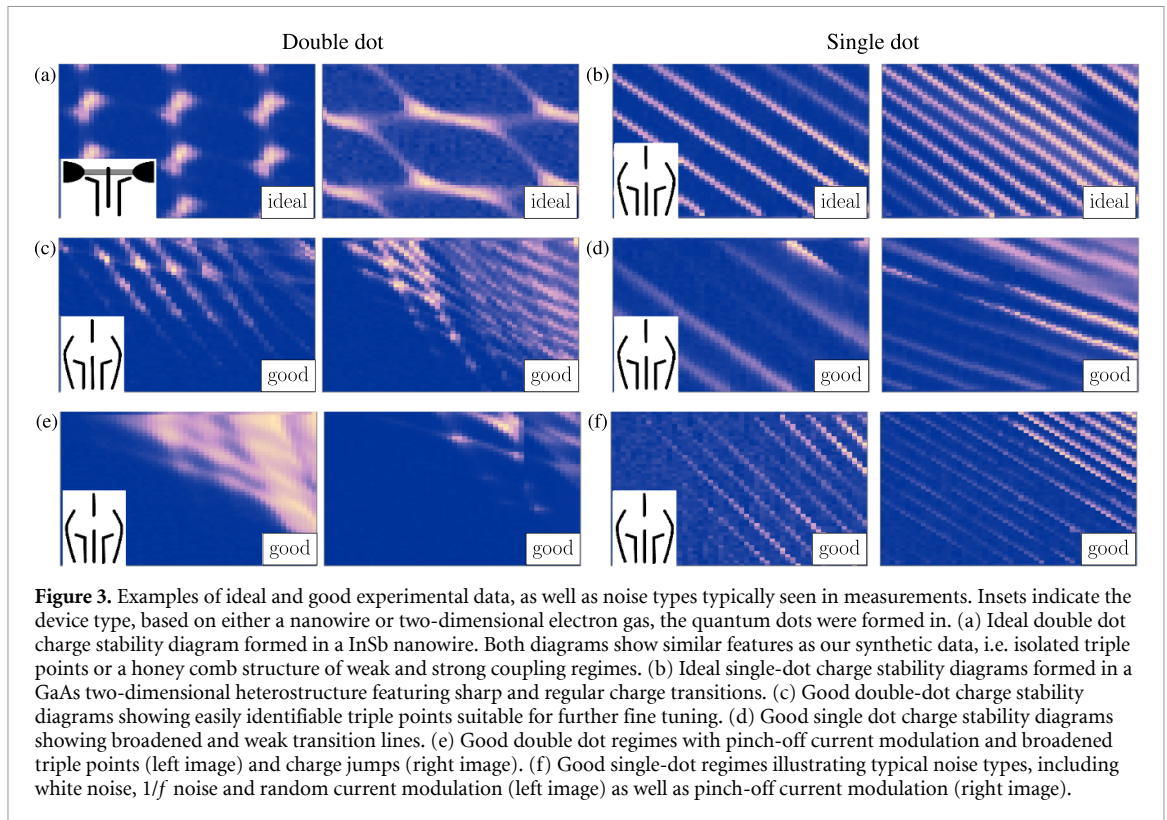 Double dot
Single dot
(a)
ideal
ideal
(b)
ideal
ideal
(c)
good
good
(d)
good
good
(e)
good
good
(f)
good
good
Figure 3. Examples of ideal and good experimental data, as well as noise types typically seen in measurements. Insets indicate the
device type, based on either a nanowire or two-dimensional electron gas, the quantum dots were formed in. (a) Ideal double dot
charge stability diagram formed in a InSb nanowire. Both diagrams show similar features as our synthetic data, i.e. isolated triple
points or a honey comb structure of weak and strong coupling regimes. (b) Ideal single-dot charge stability diagrams formed in a
GaAs two-dimensional heterostructure featuring sharp and regular charge transitions. (c) Good double-dot charge stability
diagrams showing easily identifiable triple points suitable for further fine tuning. (d) Good single dot charge stability diagrams
showing broadened and weak transition lines. (e) Good double dot regimes with pinch-off current modulation and broadened
triple points (left image) and charge jumps (right image). (f) Good single-dot regimes illustrating typical noise types, including
white noise, 1/f noise and random current modulation (left image) as well as pinch-off current modulation (right image).